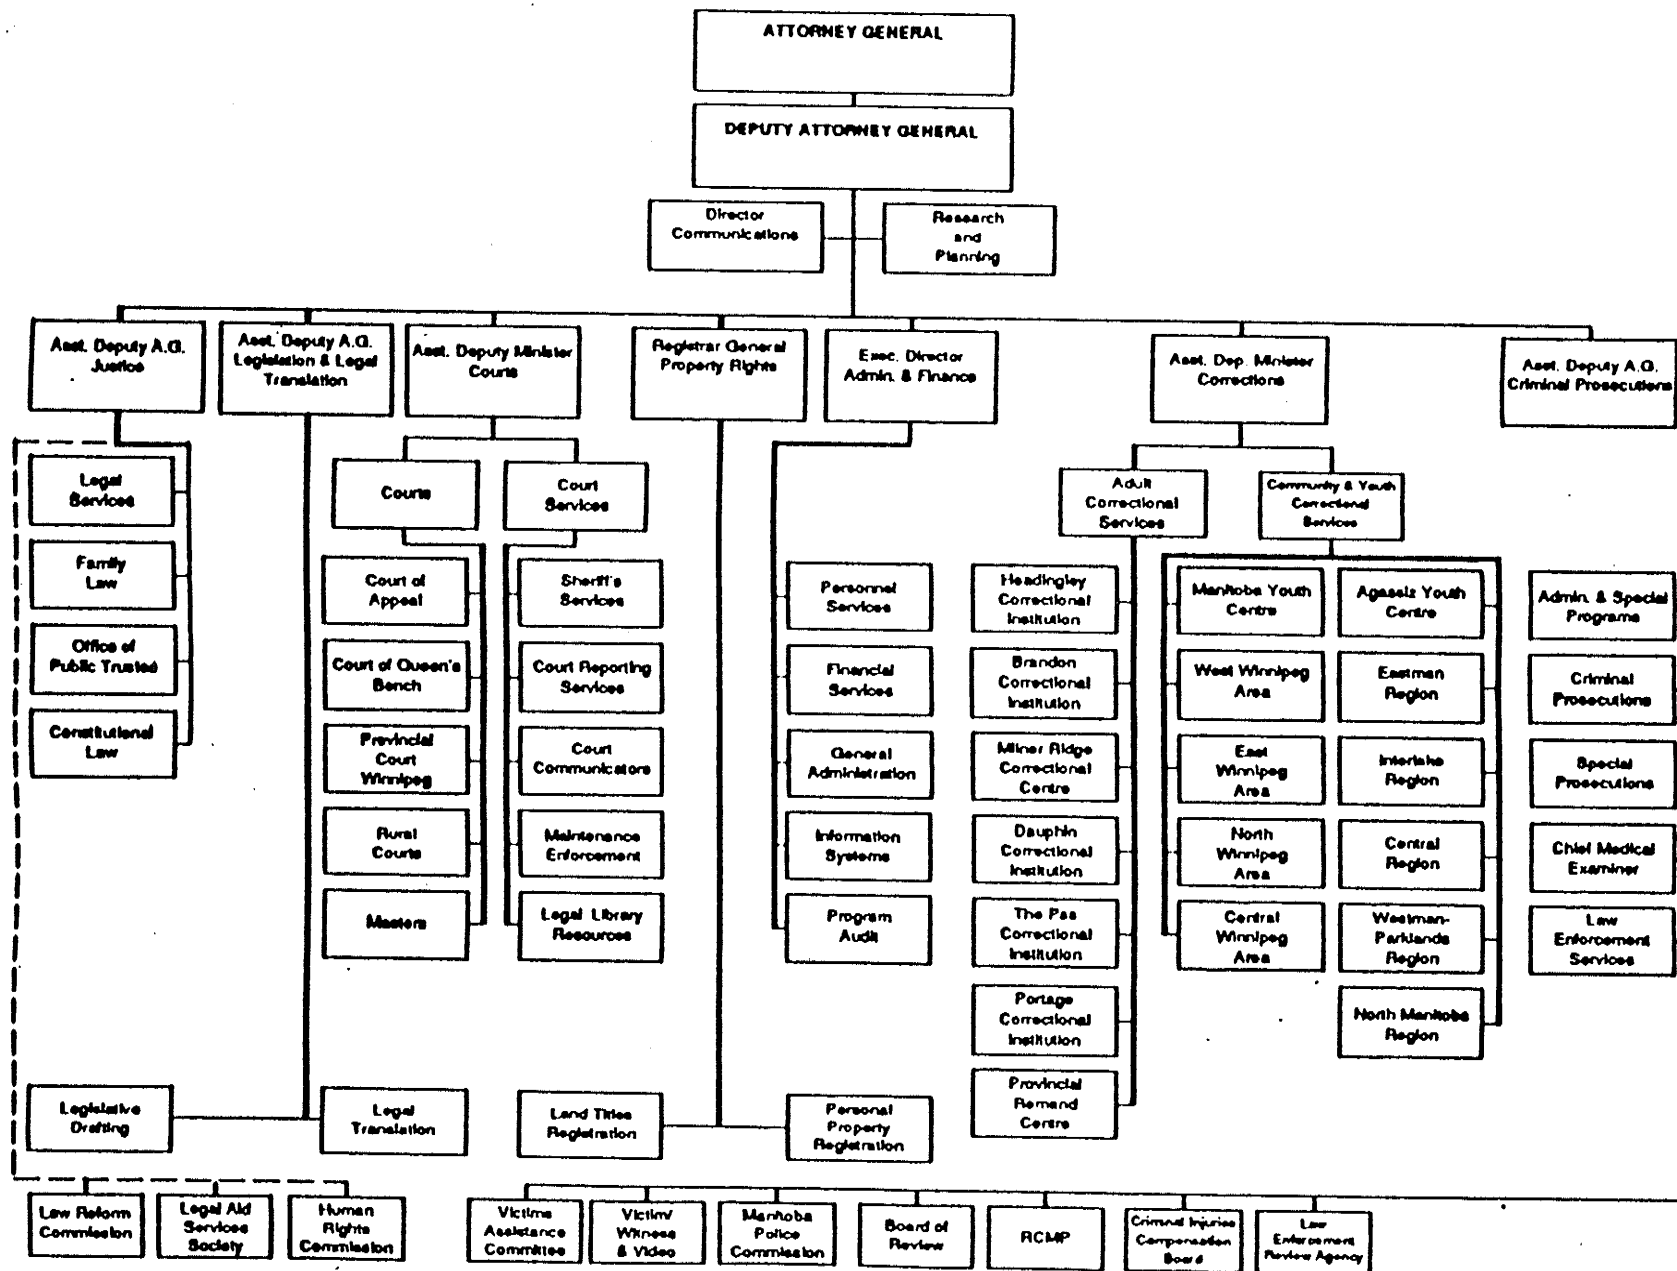 ATTORNEY GENERAL
DEPUTY ATTORNEY GENERAL
Director
Communications
Research
and
Planning
Asst. Deputy A.G.
Justice
Asst. Deputy A.G.
Legislation & Legal
Translation
Asst. Deputy Minister
Courts
Registrar General
Property Rights
Exec. Director
Admin. & Finance
Asst. Dep. Minister
Corrections
Asst. Deputy A.G.
Criminal Prosecutions
Legal
Services
Family
Law
Office of
Public Trustee
Constitutional
Law
Courts
Court
Services
Court of
Appeal
Court of Queen's
Bench
Provincial
Court
Winnipeg
Rural
Courts
Masters
Sheriff's
Services
Court Reporting
Services
Court
Communicators
Maintenance
Enforcement
Legal Library
Resources
Personnel
Services
Financial
Services
General
Administration
Information
Systems
Program
Audit
Adult
Correctional
Services
Community & Youth
Correctional
Services
Headingley
Correctional
Institution
Brandon
Correctional
Institution
Milner Ridge
Correctional
Centre
Dauphin
Correctional
Institution
The Pas
Correctional
Institution
Portage
Correctional
Institution
Provincial
Remand
Centre
Manitoba Youth
Centre
West Winnipeg
Area
East
Winnipeg
Area
North
Winnipeg
Area
Central
Winnipeg
Area
Agassiz Youth
Centre
Eastman
Region
Interlake
Region
Central
Region
Westman-
Parklands
Region
North Manitoba
Region
Admin. & Special
Programs
Criminal
Prosecutions
Special
Prosecutions
Chief Medical
Examiner
Law
Enforcement
Services
Legislative
Drafting
Legal
Translation
Land Titles
Registration
Personal
Property
Registration
Law Reform
Commission
Legal Aid
Services
Society
Human
Rights
Commission
Victims
Assistance
Committee
Victim/
Witness
& Video
Manitoba
Police
Commission
Board of
Review
RCMP
Criminal Injuries
Compensation
Board
Law
Enforcement
Review Agency